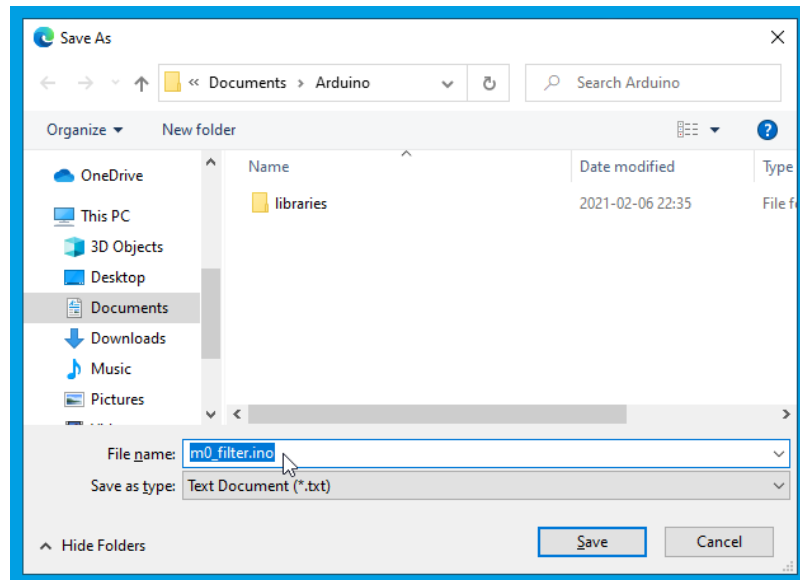 Save As
« Documents › Arduino
Search Arduino
Organize
New folder
?
OneDrive
This PC
3D Objects
Desktop
Documents
Downloads
Music
Pictures
Name
Date modified
Type
libraries
2021-02-06 22:35
File name:
m0_filter.ino
Save as type:
Text Document (*.txt)
Hide Folders
Save
Cancel